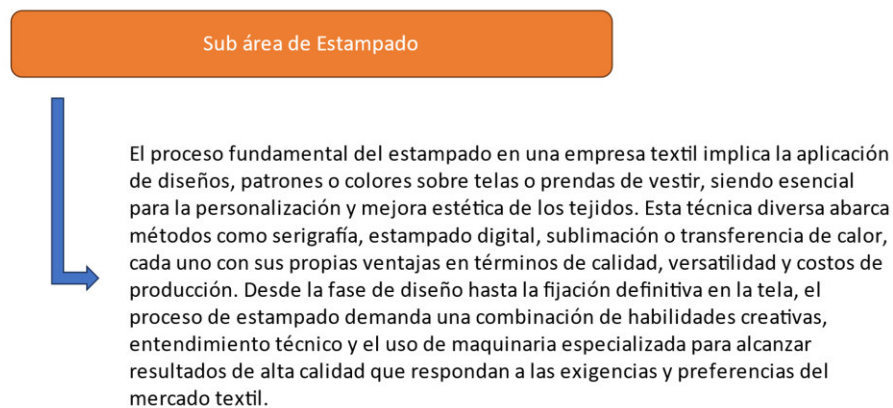 Sub área de Estampado
El proceso fundamental del estampado en una empresa textil implica la aplicación
de diseños, patrones o colores sobre telas o prendas de vestir, siendo esencial
para la personalización y mejora estética de los tejidos. Esta técnica diversa abarca
métodos como serigrafía, estampado digital, sublimación o transferencia de calor,
cada uno con sus propias ventajas en términos de calidad, versatilidad y costos de
producción. Desde la fase de diseño hasta la fijación definitiva en la tela, el
proceso de estampado demanda una combinación de habilidades creativas,
entendimiento técnico y el uso de maquinaria especializada para alcanzar
resultados de alta calidad que respondan a las exigencias y preferencias del
mercado textil.